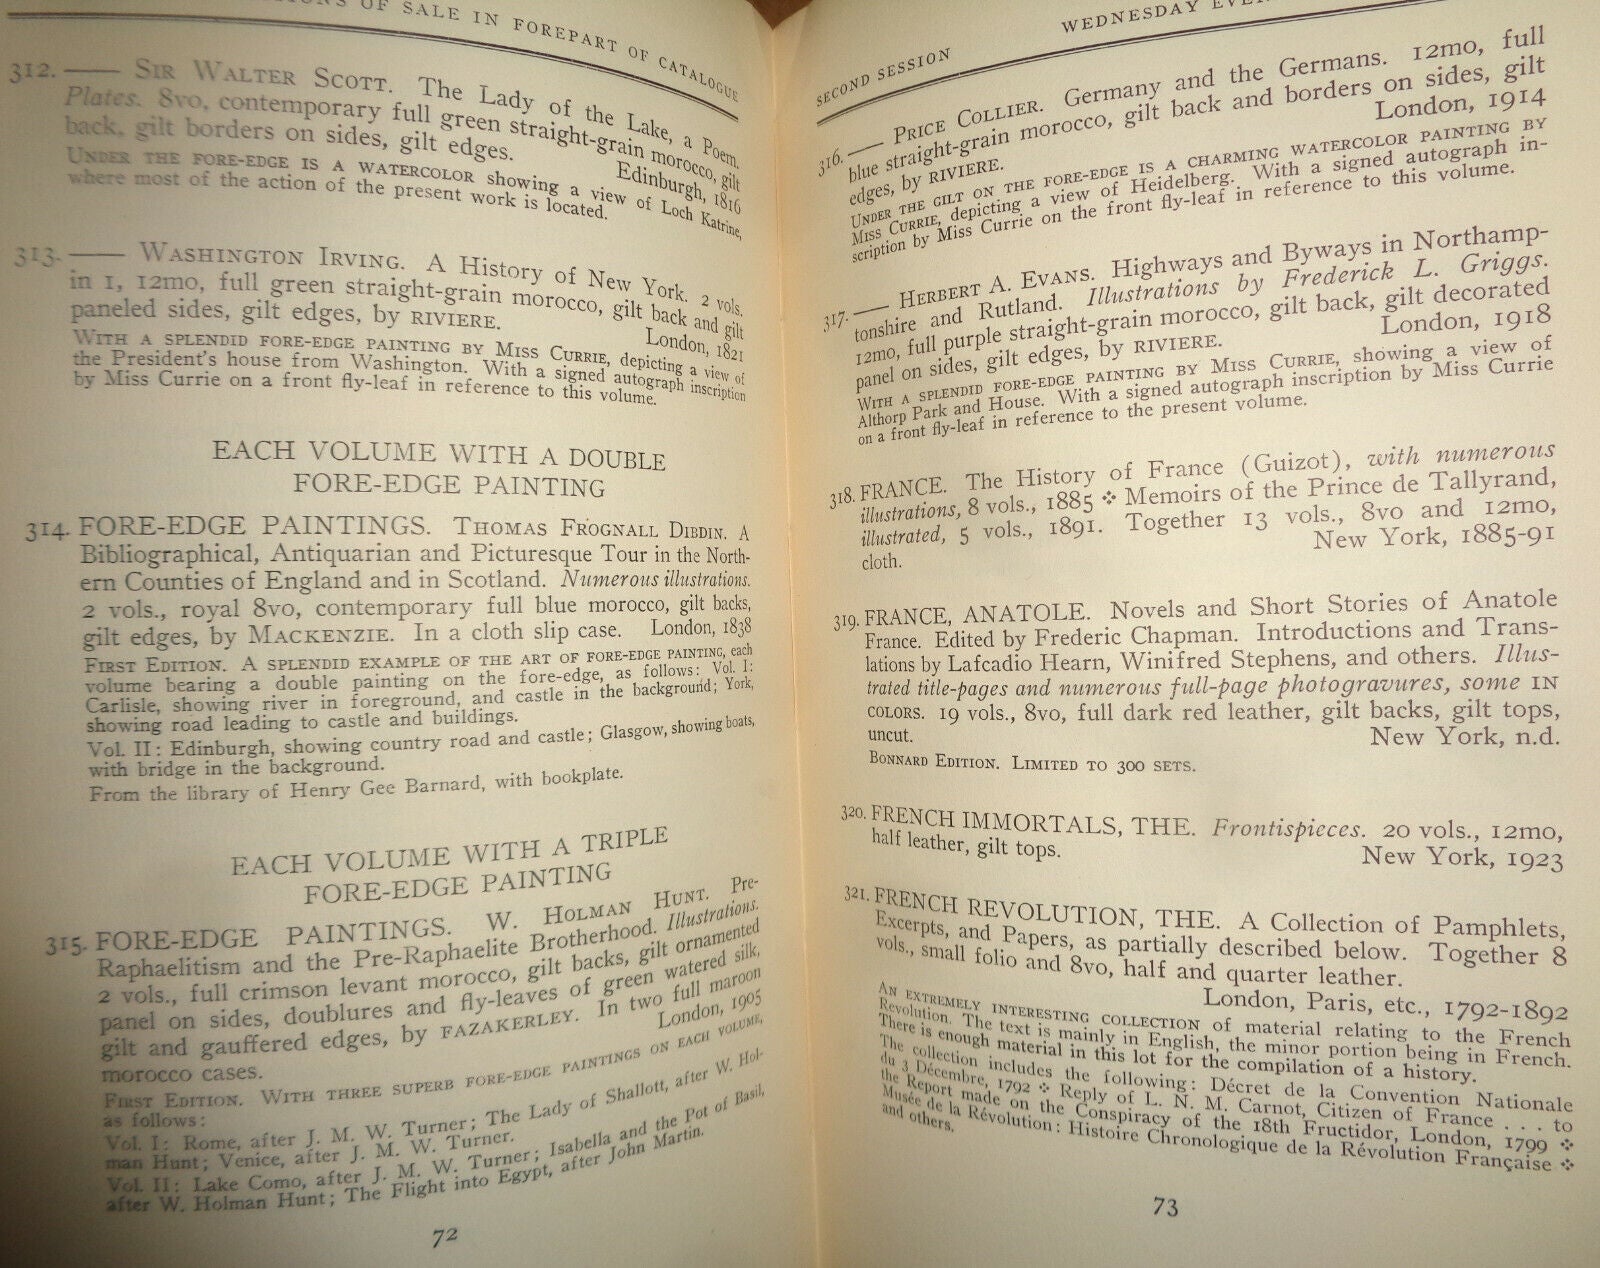 OF SALE IN FOREPART OF CATALOGUE
312. —— SIR WALTER SCOTT. The Lady of the Lake, a Poem.
Plates. 8vo, contemporary full green straight-grain morocco, gilt
back, gilt borders on sides, gilt edges.
Edinburgh, 1816
UNDER THE FORE-EDGE IS A WATERCOLOR showing a view of Loch Katrine,
where most of the action of the present work is located.
313. —— WASHINGTON IRVING. A History of New York. 2 vols.
in 1, 12mo, full green straight-grain morocco, gilt back and gilt
paneled sides, gilt edges, by RIVIERE.
London, 1821
WITH A SPLENDID FORE-EDGE PAINTING BY MISS CURRIE, depicting a view of
the President's house from Washington. With a signed autograph inscription
by Miss Currie on a front fly-leaf in reference to this volume.
EACH VOLUME WITH A DOUBLE
FORE-EDGE PAINTING
314. FORE-EDGE PAINTINGS. THOMAS FROGNALL DIBDIN. A
Bibliographical, Antiquarian and Picturesque Tour in the North-
ern Counties of England and in Scotland. Numerous illustrations.
2 vols., royal 8vo, contemporary full blue morocco, gilt backs,
gilt edges, by MACKENZIE. In a cloth slip case. London, 1838
FIRST EDITION. A SPLENDID EXAMPLE OF THE ART OF FORE-EDGE PAINTING, each
volume bearing a double painting on the fore-edge, as follows: Vol. I:
Carlisle, showing river in foreground, and castle in the background; York,
showing road leading to castle and buildings.
Vol. II: Edinburgh, showing country road and castle; Glasgow, showing boats,
with bridge in the background.
From the library of Henry Gee Barnard, with bookplate.
EACH VOLUME WITH A TRIPLE
FORE-EDGE PAINTING
315. FORE-EDGE PAINTINGS. W. HOLMAN HUNT. Pre-
Raphaelitism and the Pre-Raphaelite Brotherhood. Illustrations.
2 vols., full crimson levant morocco, gilt backs, gilt ornamented
panel on sides, doublures and fly-leaves of green watered silk,
gilt and gauffered edges, by FAZAKERLEY. In two full maroon
morocco cases. London, 1905
FIRST EDITION. WITH THREE SUPERB FORE-EDGE PAINTINGS ON EACH VOLUME,
as follows:
Vol. I: Rome, after J. M. W. Turner; The Lady of Shallott, after W. Hol-
man Hunt; Venice, after J. M. W. Turner.
Vol. II: Lake Como, after J. M. W. Turner; Isabella and the Pot of Basil,
after W. Holman Hunt; The Flight into Egypt, after John Martin.
72
SECOND SESSION WEDNESDAY
316. —— PRICE COLLIER. Germany and the Germans. 12mo, full
blue straight-grain morocco, gilt back and borders on sides, gilt
edges, by RIVIERE. London, 1914
UNDER THE GILT ON THE FORE-EDGE IS A CHARMING WATERCOLOR PAINTING BY
MISS CURRIE, depicting a view of Heidelberg. With a signed autograph in-
scription by Miss Currie on the front fly-leaf in reference to this volume.
317. —— HERBERT A. EVANS. Highways and Byways in Northamp-
tonshire and Rutland. Illustrations by Frederick L. Griggs.
12mo, full purple straight-grain morocco, gilt back, gilt decorated
panel on sides, gilt edges, by RIVIERE. London, 1918
WITH A SPLENDID FORE-EDGE PAINTING BY MISS CURRIE, showing a view of
Althorp Park and House. With a signed autograph inscription by Miss Currie
on a front fly-leaf in reference to the present volume.
318. FRANCE. The History of France (Guizot), with numerous
illustrations, 8 vols., 1885 ❖ Memoirs of the Prince de Tallyrand,
illustrated, 5 vols., 1891. Together 13 vols., 8vo and 12mo,
cloth. New York, 1885-91
319. FRANCE, ANATOLE. Novels and Short Stories of Anatole
France. Edited by Frederic Chapman. Introductions and Trans-
lations by Lafcadio Hearn, Winifred Stephens, and others. Illus-
trated title-pages and numerous full-page photogravures, some IN
COLORS. 19 vols., 8vo, full dark red leather, gilt backs, gilt tops,
uncut. New York, n.d.
BONNARD EDITION. LIMITED TO 300 SETS.
320. FRENCH IMMORTALS, THE. Frontispieces. 20 vols., 12mo,
half leather, gilt tops. New York, 1923
321. FRENCH REVOLUTION, THE. A Collection of Pamphlets,
Excerpts, and Papers, as partially described below. Together 8
vols., small folio and 8vo, half and quarter leather.
London, Paris, etc., 1792-1892
AN EXTREMELY INTERESTING COLLECTION of material relating to the French
Revolution. The text is mainly in English, the minor portion being in French.
There is enough material in this lot for the compilation of a history.
The collection includes the following: Décret de la Convention Nationale
du 3 Décembre, 1792 ❖ Reply of L. N. M. Carnot, Citizen of France . . . to
the Report made on the Conspiracy of the 18th Fructidor, London, 1799 ❖
Musée de la Révolution: Histoire Chronologique de la Révolution Française ❖
and others.
73